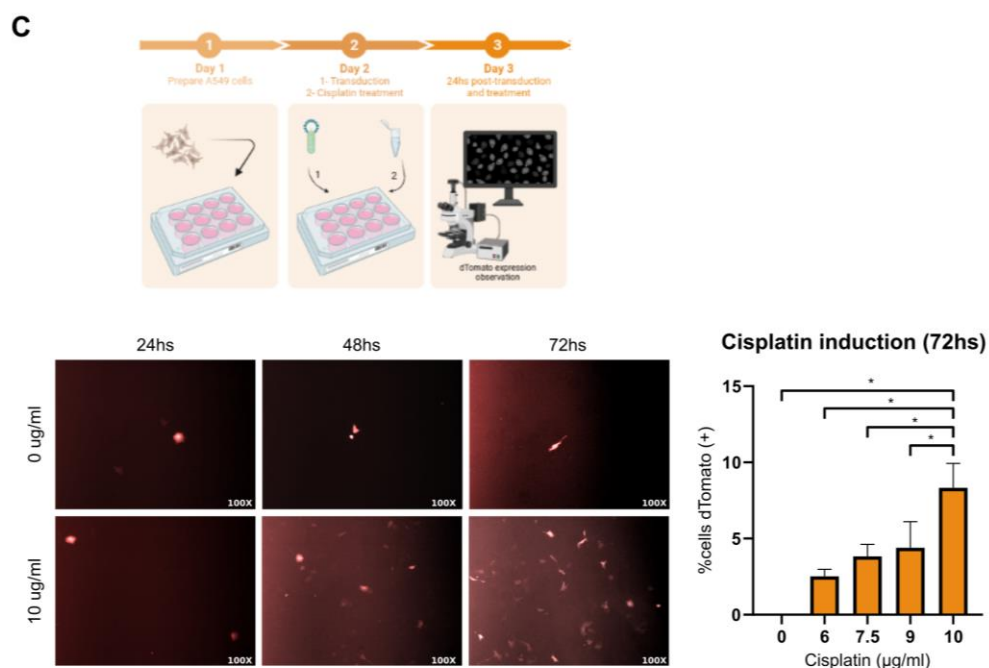 C
1
2
3
Day 1
Prepare A549 cells
Day 2
1- Transduction
2- Cisplatin treatment
Day 3
24hs post-transduction
and treatment
1
2
dTomato expression
observation
24hs
48hs
72hs
0 ug/ml
100X
100X
100X
10 ug/ml
100X
100X
100X
Cisplatin induction (72hs)
%cells dTomato (+)
15
10
5
0
*
*
*
*
0
6
7.5
9
10
Cisplatin (µg/ml)